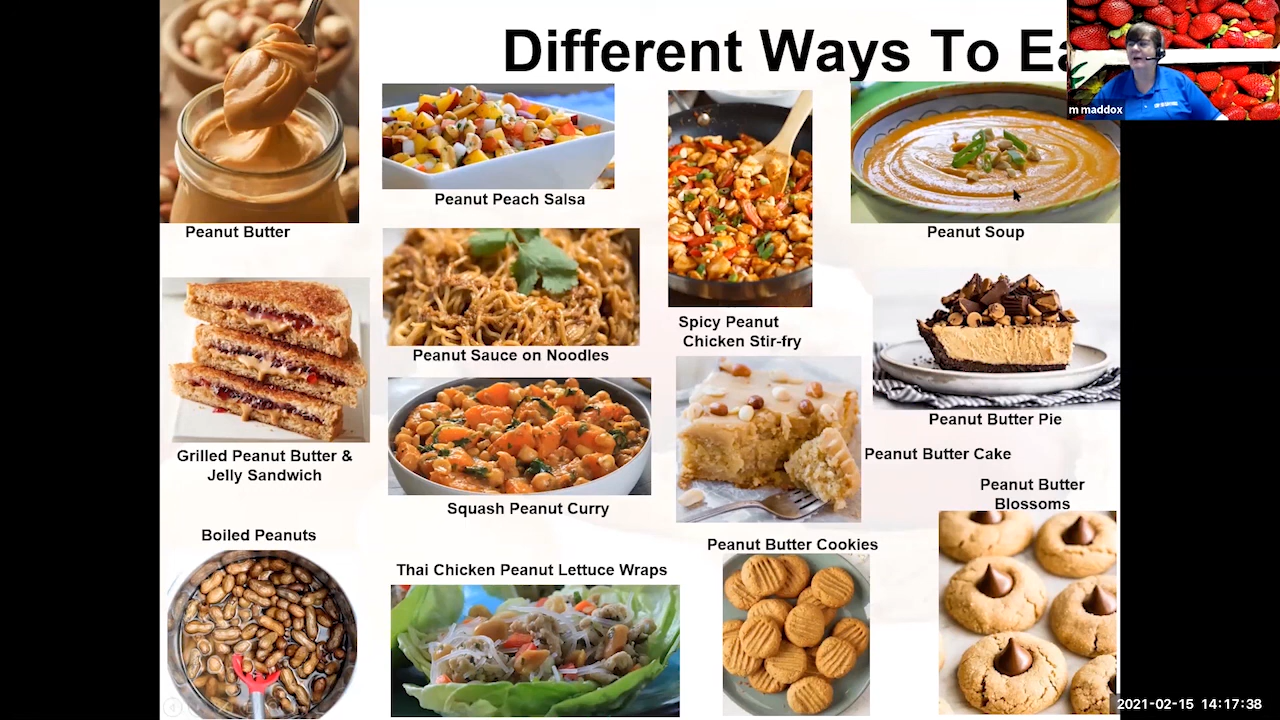 Different Ways To Ea
m maddox
Peanut Butter
Peanut Peach Salsa
Peanut Soup
Spicy Peanut
Chicken Stir-fry
Peanut Sauce on Noodles
Peanut Butter Pie
Grilled Peanut Butter &
Jelly Sandwich
Peanut Butter Cake
Squash Peanut Curry
Peanut Butter
Blossoms
Boiled Peanuts
Peanut Butter Cookies
Thai Chicken Peanut Lettuce Wraps
2021-02-15 14:17:38